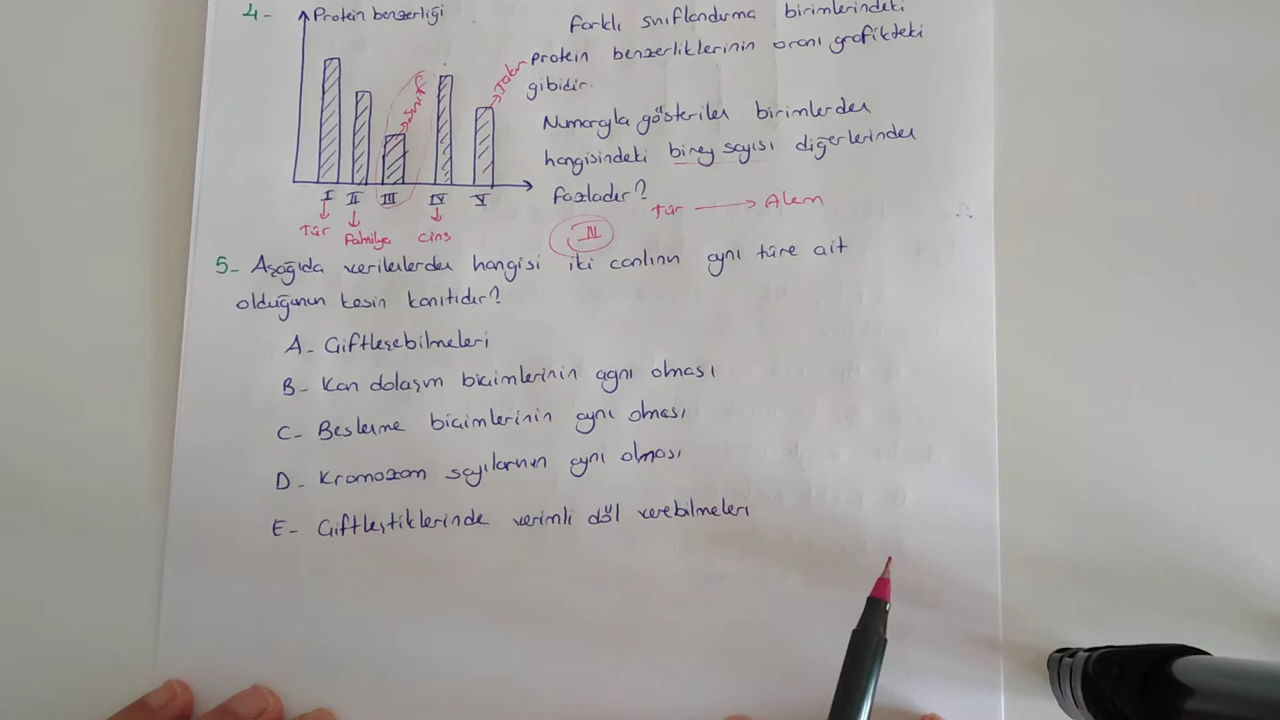 4- Protein benzerliği
Farklı sınıflandırma birimlerindeki
Protein benzerliklerinin oranı grafikteki
gibidir.
Numarayla gösterilen birimlerden
hangisindeki birey sayısı diğerlerinden
fazladır?
I II III IV V
Tür Familya Sınıf Cins Takım
Tür → Alem
III
5- Aşağıda verilenlerden hangisi iki canlının aynı türe ait
olduğunun kesin kanıtıdır?
A- Çiftleşebilmeleri
B- Kan dolaşım biçimlerinin aynı olması
C- Beslenme biçimlerinin aynı olması
D- Kromozom sayılarının aynı olması
E- Çiftleştiklerinde verimli döl verebilmeleri